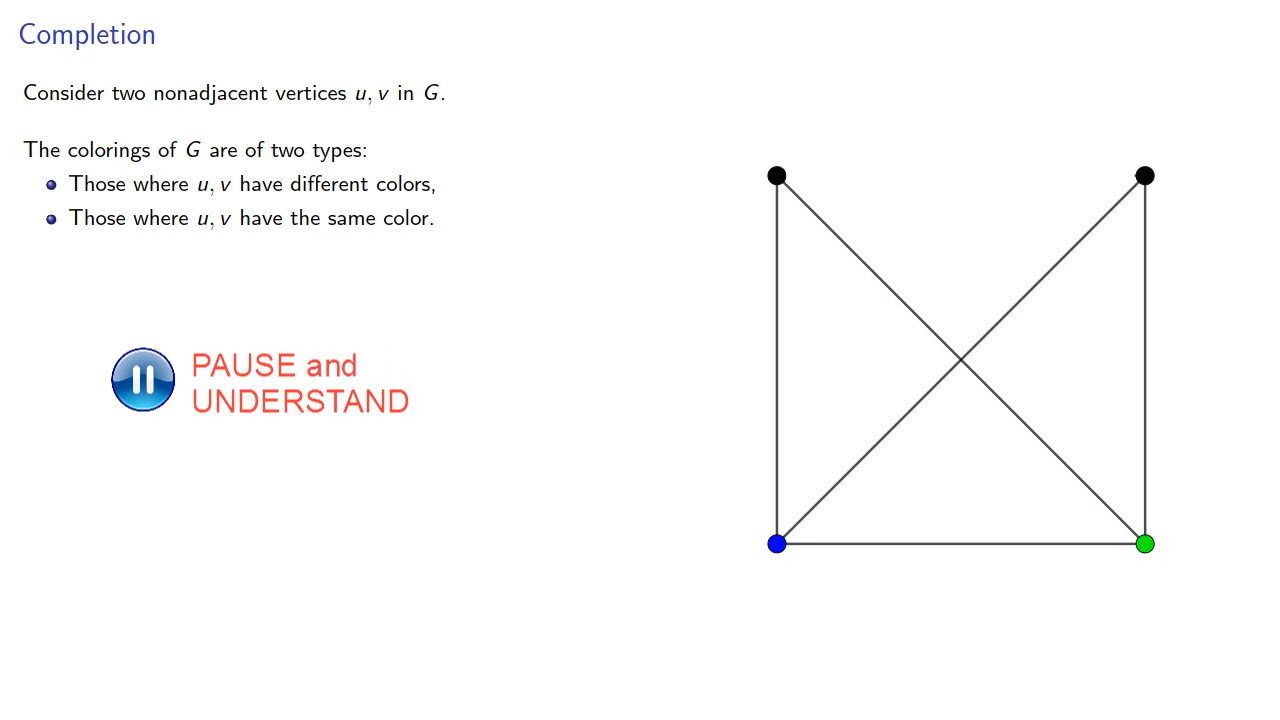 Completion
Consider two nonadjacent vertices u, v in G.
The colorings of G are of two types:
Those where u, v have different colors,
Those where u, v have the same color.
PAUSE and
UNDERSTAND